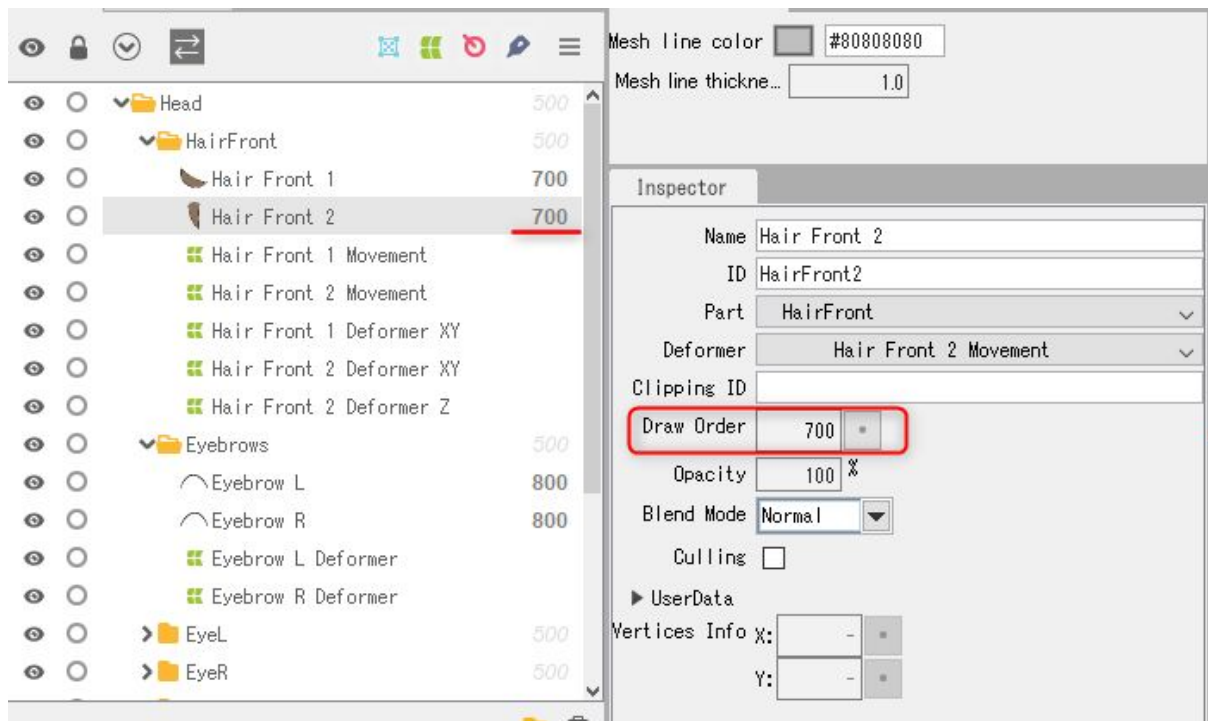 Mesh line color #80808080
Mesh line thickne… 1.0
Head 500
HairFront 500
Hair Front 1 700
Hair Front 2 700
Hair Front 1 Movement
Hair Front 2 Movement
Hair Front 1 Deformer XY
Hair Front 2 Deformer XY
Hair Front 2 Deformer Z
Eyebrows 500
Eyebrow L 800
Eyebrow R 800
Eyebrow L Deformer
Eyebrow R Deformer
EyeL 500
EyeR 500
Inspector
Name Hair Front 2
ID HairFront2
Part HairFront
Deformer Hair Front 2 Movement
Clipping ID
Draw Order 700
Opacity 100 %
Blend Mode Normal
Culling
UserData
Vertices Info X: -
Y: -